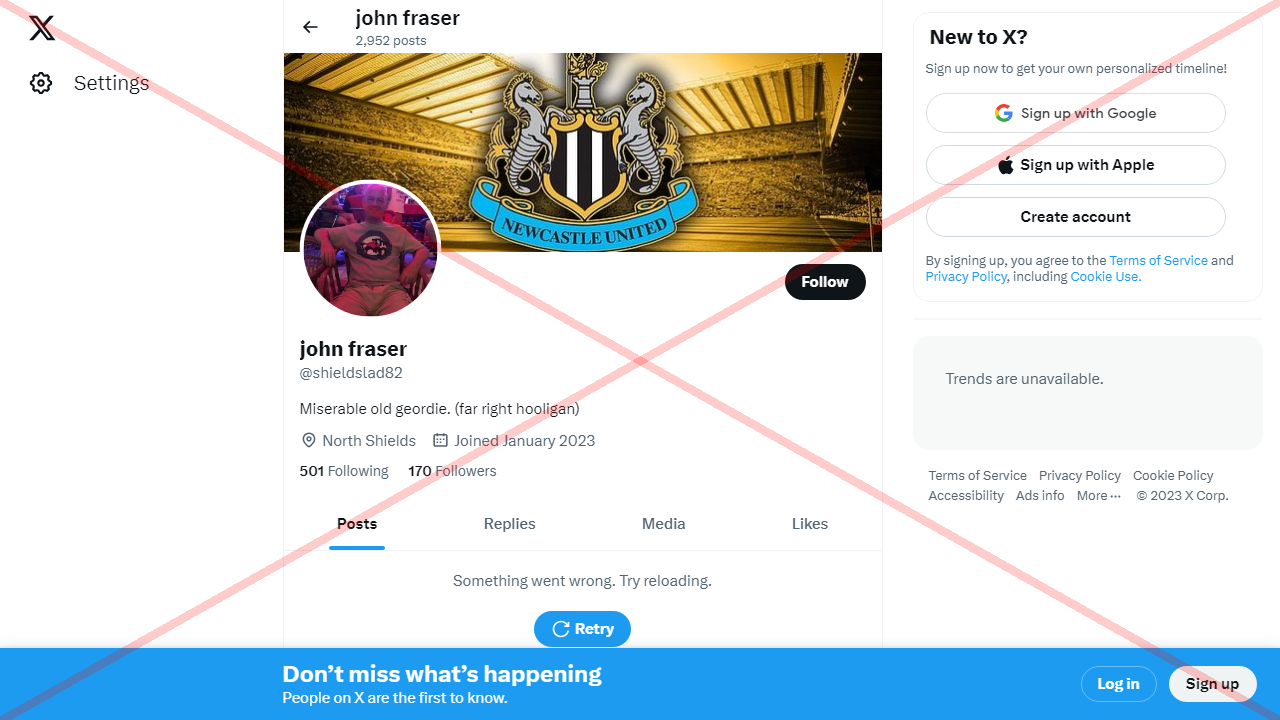 Settings
john fraser
2,952 posts
NEWCASTLE UNITED
Follow
john fraser
@shieldslad82
Miserable old geordie. (far right hooligan)
North Shields Joined January 2023
501 Following 170 Followers
Posts Replies Media Likes
Something went wrong. Try reloading.
Retry
New to X?
Sign up now to get your own personalized timeline!
Sign up with Google
Sign up with Apple
Create account
By signing up, you agree to the Terms of Service and
Privacy Policy, including Cookie Use.
Trends are unavailable.
Terms of Service Privacy Policy Cookie Policy
Accessibility Ads info More ··· © 2023 X Corp.
Don’t miss what’s happening
People on X are the first to know.
Log in Sign up